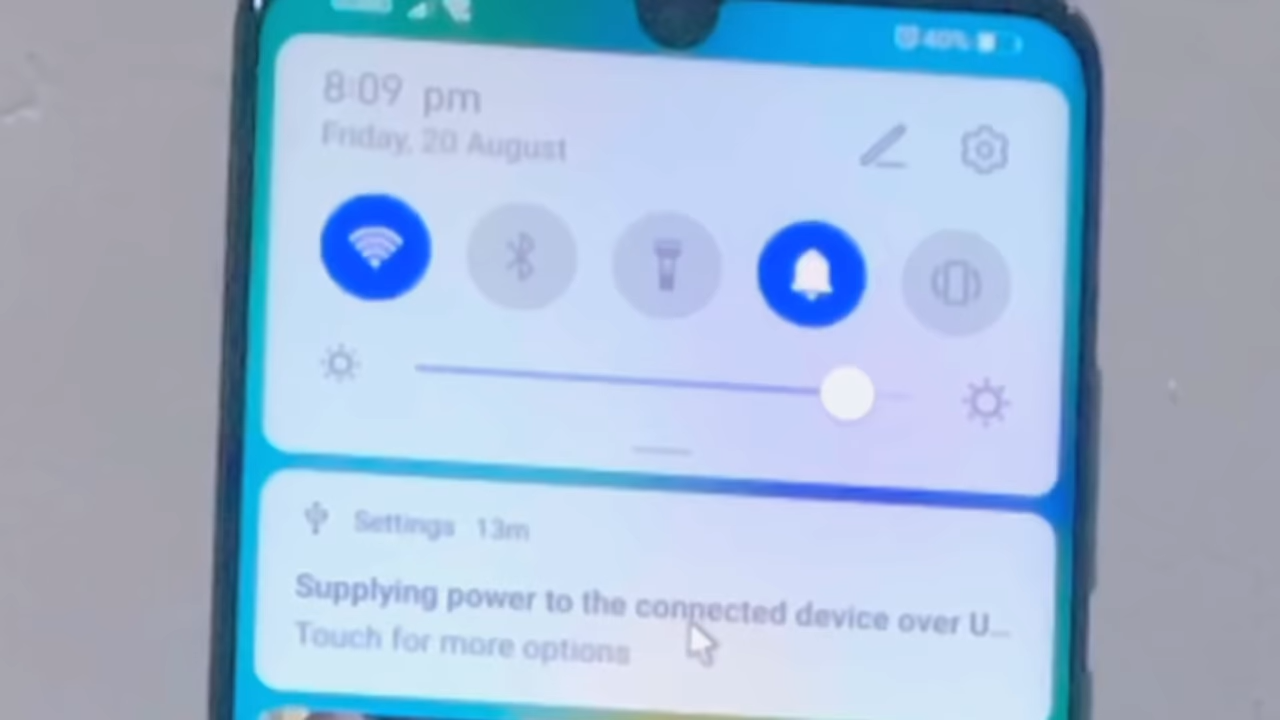 40%
8:09 pm
Friday, 20 August
Settings 13m
Supplying power to the connected device over U...
Touch for more options